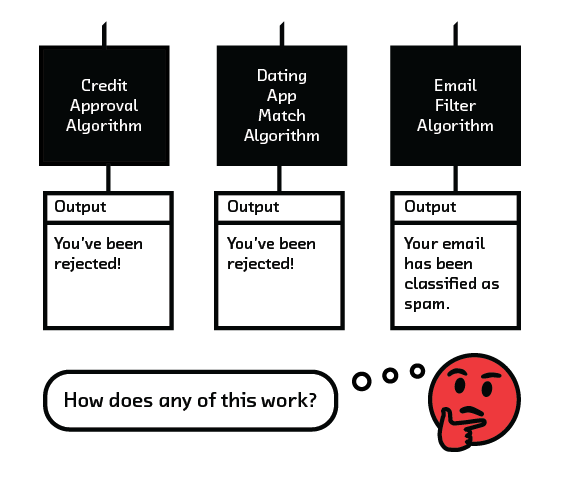 Credit
Approval
Algorithm
Dating
App
Match
Algorithm
Email
Filter
Algorithm
Output
You've been
rejected!
Output
You've been
rejected!
Output
Your email
has been
classified as
spam.
How does any of this work?